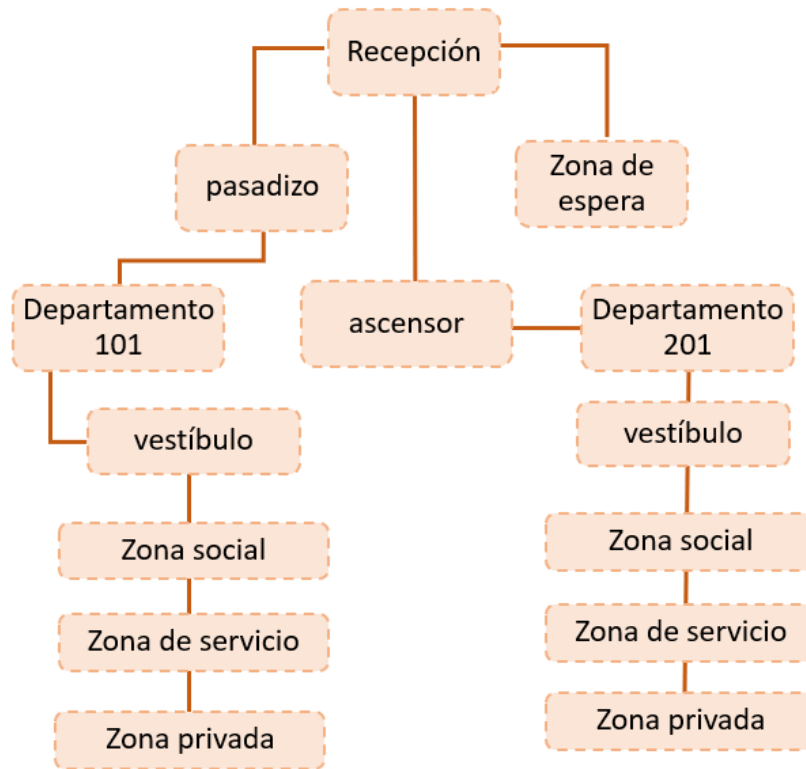 Recepción
pasadizo
Zona de
espera
Departamento
101
ascensor
Departamento
201
vestíbulo
vestíbulo
Zona social
Zona social
Zona de servicio
Zona de servicio
Zona privada
Zona privada